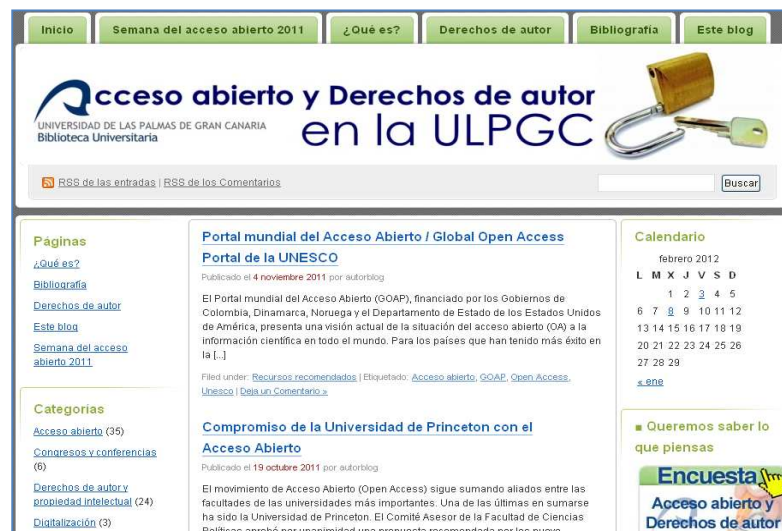 Inicio
Semana del acceso abierto 2011
¿Qué es?
Derechos de autor
Bibliografía
Este blog
Acceso abierto y Derechos de autor
en la ULPGC
UNIVERSIDAD DE LAS PALMAS DE GRAN CANARIA
Biblioteca Universitaria
RSS de las entradas | RSS de los Comentarios
Buscar
Páginas
¿Qué es?
Bibliografía
Derechos de autor
Este blog
Semana del acceso
abierto 2011
Categorías
Acceso abierto (35)
Congresos y conferencias
(6)
Derechos de autor y
propiedad intelectual (24)
Digitalización (3)
Portal mundial del Acceso Abierto / Global Open Access
Portal de la UNESCO
Publicado el 4 noviembre 2011 por autorblog
El Portal mundial del Acceso Abierto (GOAP), financiado por los Gobiernos de
Colombia, Dinamarca, Noruega y el Departamento de Estado de los Estados Unidos
de América, presenta una visión actual de la situación del acceso abierto (OA) a la
información científica en todo el mundo. Para los países que han tenido más éxito en
la [...]
Filed under: Recursos recomendados | Etiquetado: Acceso abierto, GOAP, Open Access,
Unesco | Deja un Comentario »
Compromiso de la Universidad de Princeton con el
Acceso Abierto
Publicado el 19 octubre 2011 por autorblog
El movimiento de Acceso Abierto (Open Access) sigue sumando aliados entre las
facultades de las universidades más importantes. Una de las últimas en sumarse
ha sido la Universidad de Princeton. El Comité Asesor de la Facultad de Ciencias
Políticas aprobó por unanimidad una propuesta recomendada por los nueve
Calendario
febrero 2012
L M X J V S D
1 2 3 4 5
6 7 8 9 10 11 12
13 14 15 16 17 18 19
20 21 22 23 24 25 26
27 28 29
« ene
Queremos saber lo
que piensas
Encuesta
Acceso abierto y
Derechos de autor